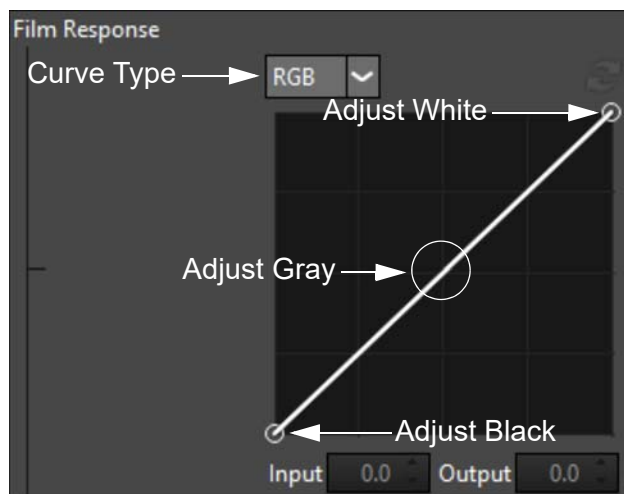 Film Response
Curve Type RGB
Adjust White
Adjust Gray
Adjust Black
Input 0.0 Output 0.0